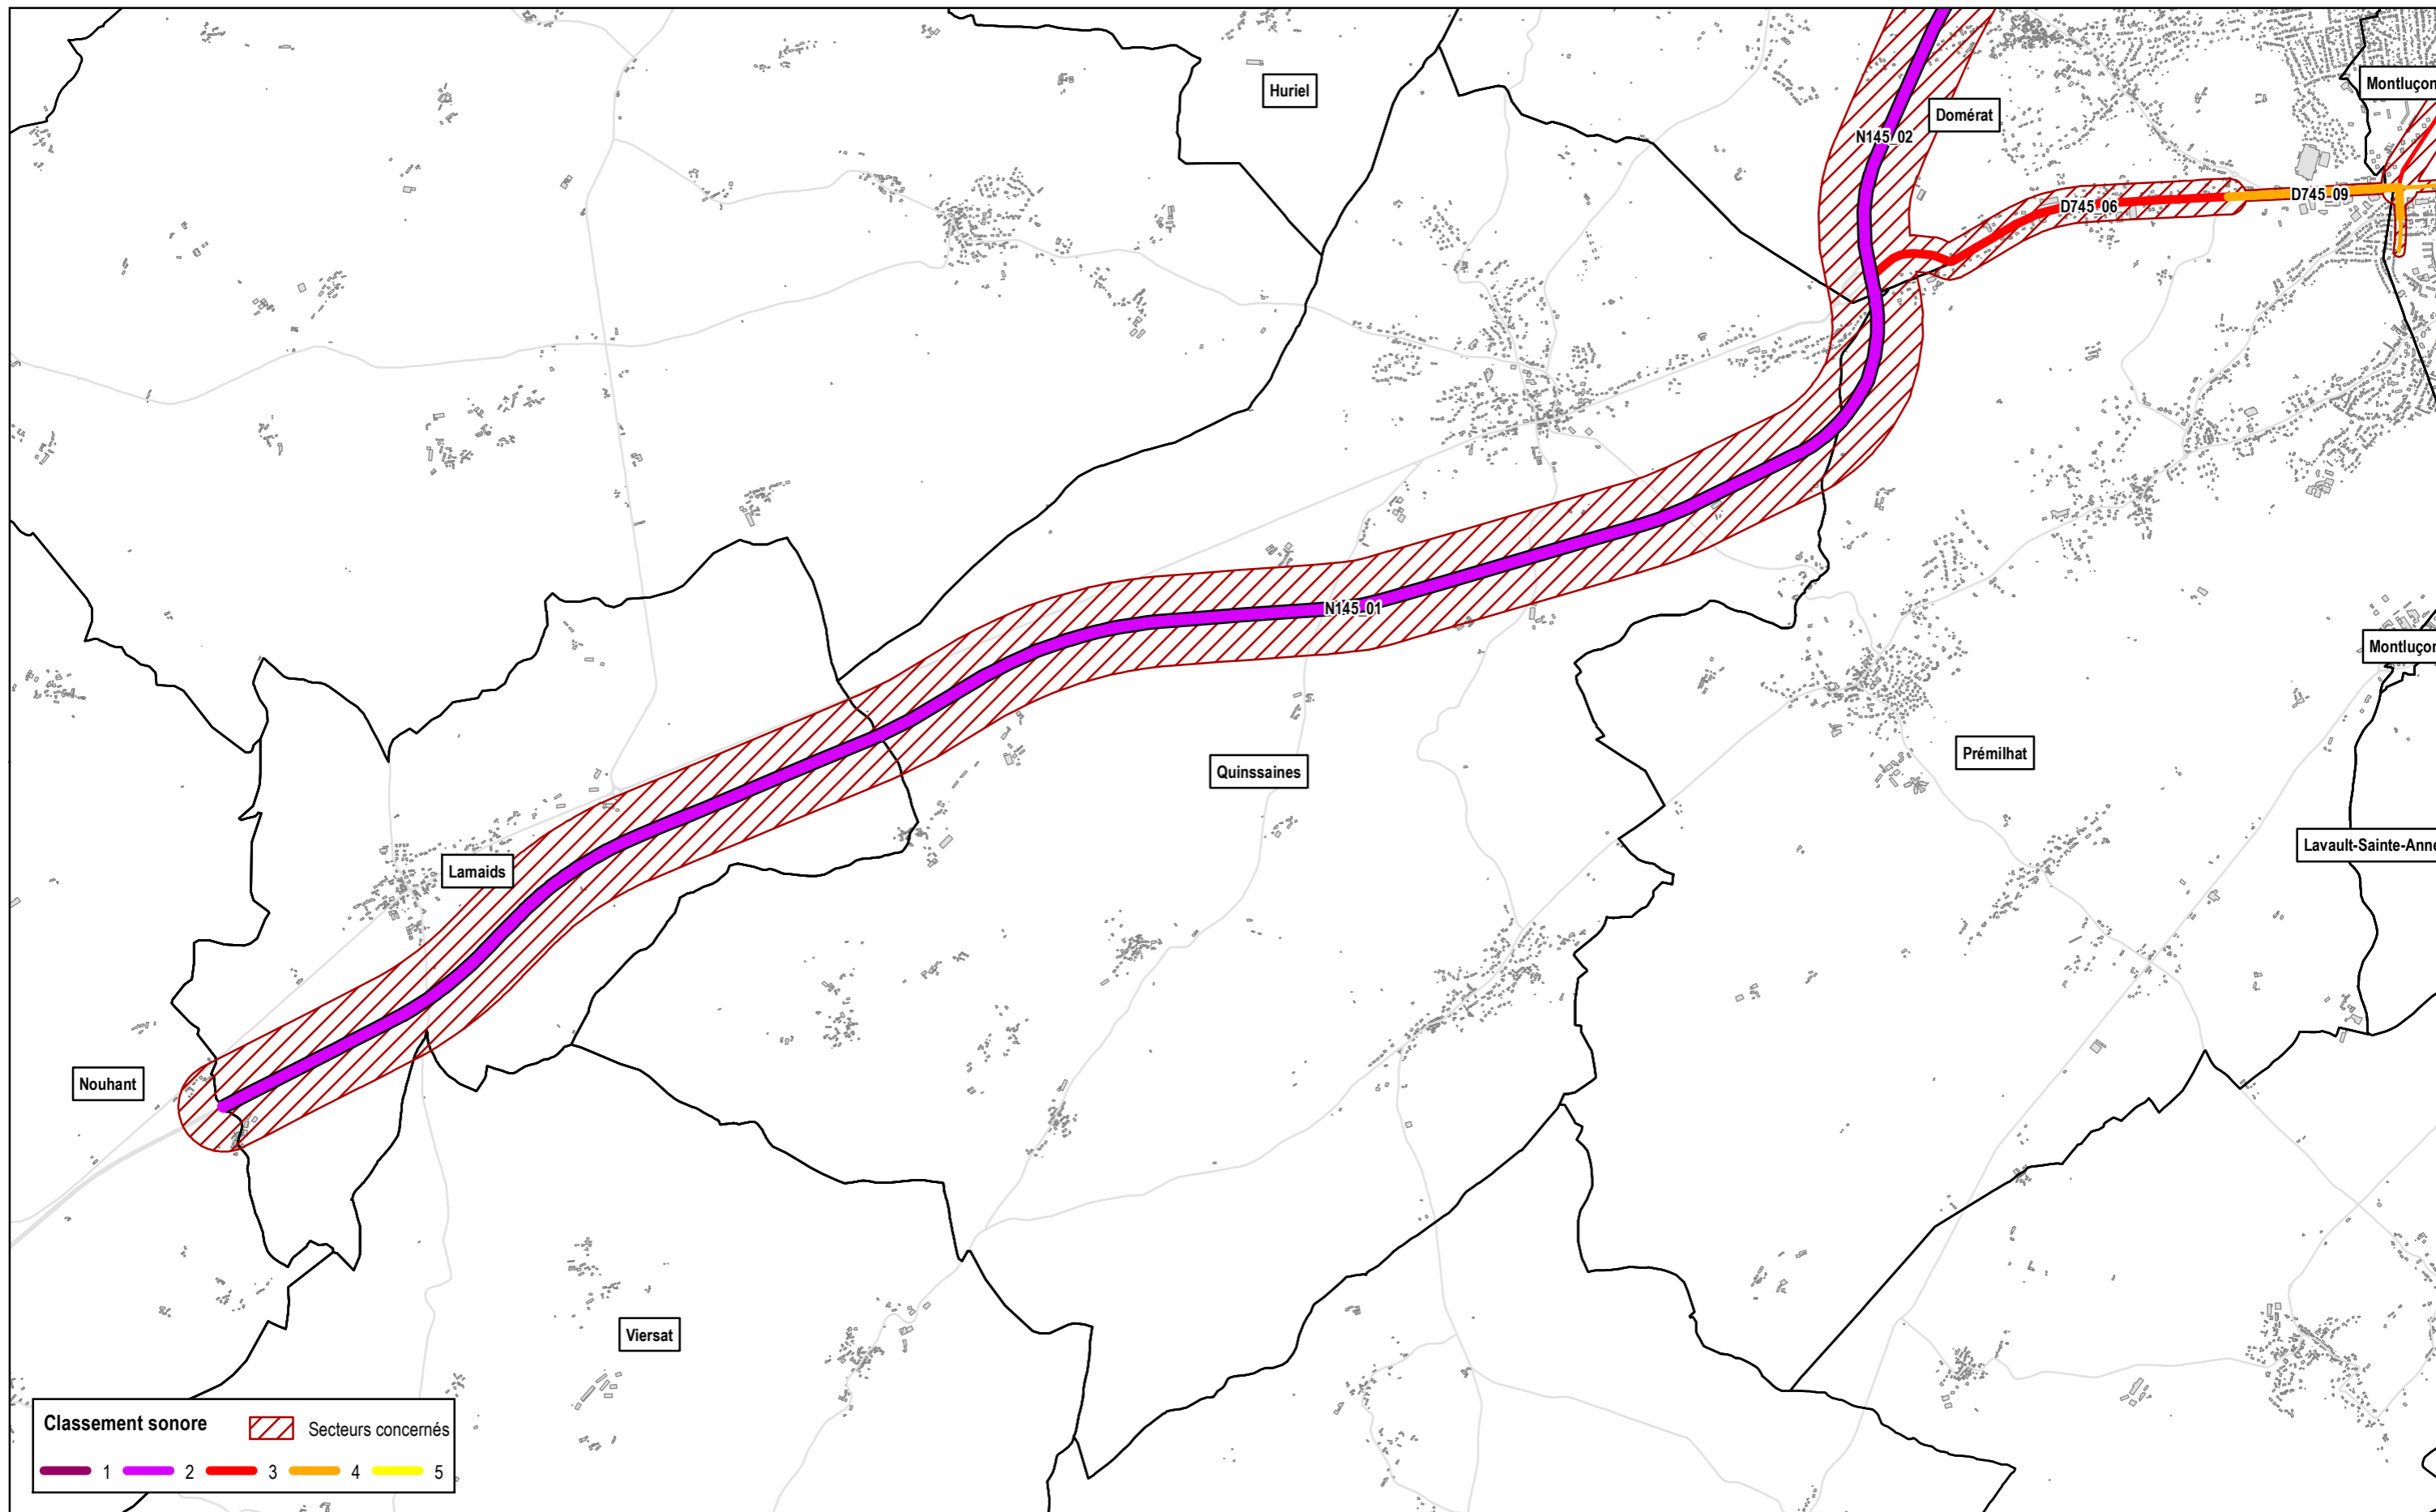 Huriel
Montluçon
Domérat
N145_02
D745_09
D745_06
N145_01
Montluçon
Prémilhat
Quinssaines
Lavault-Sainte-Anne
Lamaids
Nouhant
Viersat
Classement sonore
Secteurs concernés
1 2 3 4 5